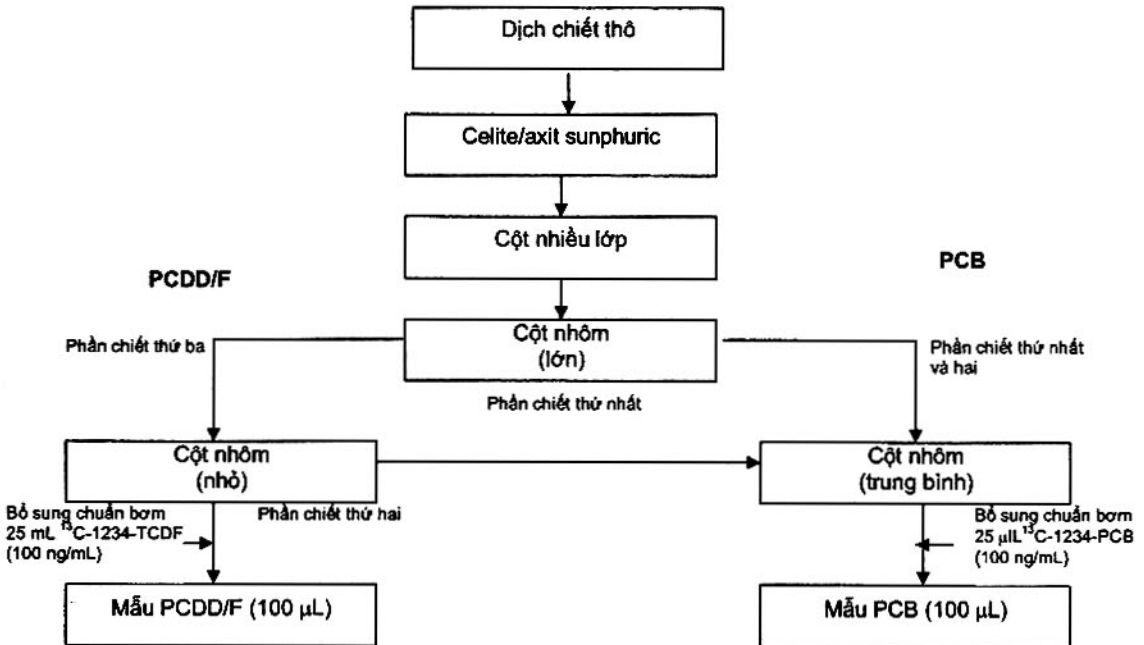 Dịch chiết thô
Celite/axit sunphuric
Cột nhiều lớp
PCDD/F
PCB
Cột nhôm
(lớn)
Phần chiết thứ ba
Phần chiết thứ nhất
và hai
Phần chiết thứ nhất
Cột nhôm
(nhỏ)
Cột nhôm
(trung bình)
Bổ sung chuẩn bơm
25 mL ¹³C-1234-TCDF
(100 ng/mL)
Phần chiết thứ hai
Bổ sung chuẩn bơm
25 µIL ¹³C-1234-PCB
(100 ng/mL)
Mẫu PCDD/F (100 µL)
Mẫu PCB (100 µL)